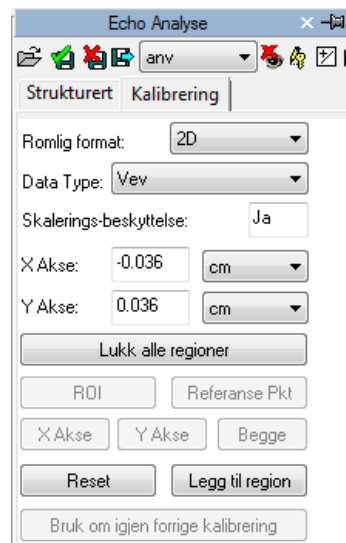 Echo Analyse
anv
Strukturert Kalibrering
Romlig format: 2D
Data Type: Vev
Skalerings-beskyttelse: Ja
X Akse: -0.036 cm
Y Akse: 0.036 cm
Lukk alle regioner
ROI Referanse Pkt
X Akse Y Akse Begge
Reset Legg til region
Bruk om igjen forrige kalibrering